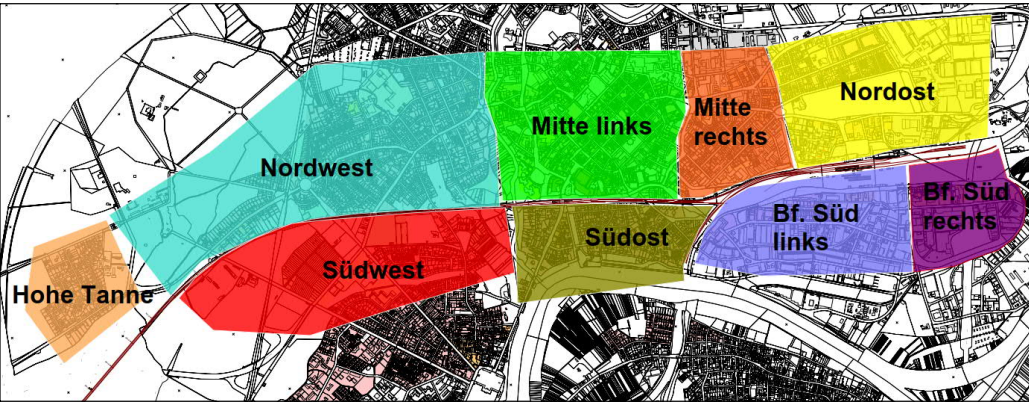 Nordost
Mitte links
Mitte
rechts
Nordwest
Bf. Süd
rechts
Bf. Süd
links
Südost
Südwest
Hohe Tanne